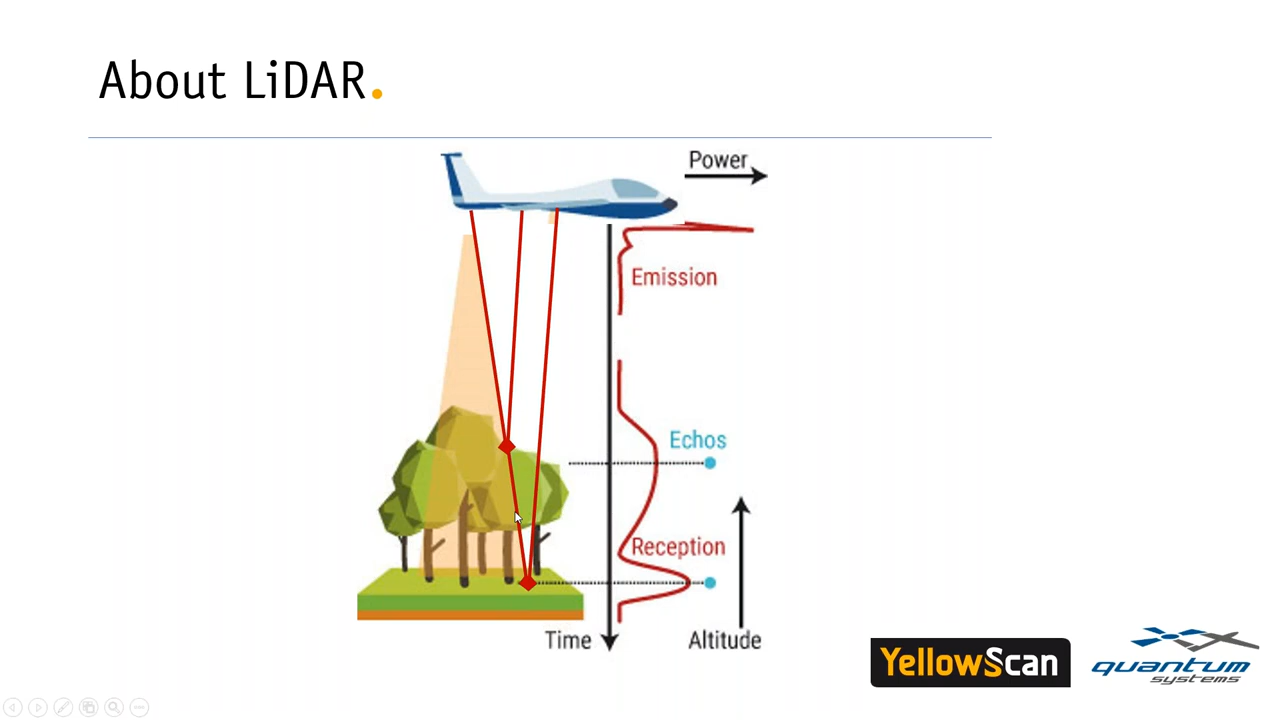 About LiDAR.
Power
Emission
Echos
Reception
Time
Altitude
YellowScan
quantum
systems